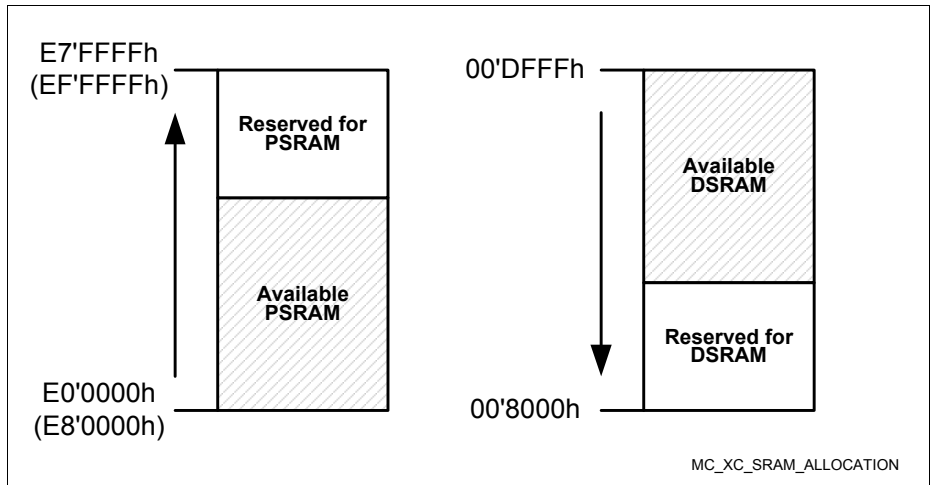 E7'FFFFh
(EF'FFFFh)
Reserved for
PSRAM
Available
PSRAM
E0'0000h
(E8'0000h)
00'DFFFh
Available
DSRAM
Reserved for
DSRAM
00'8000h
MC_XC_SRAM_ALLOCATION